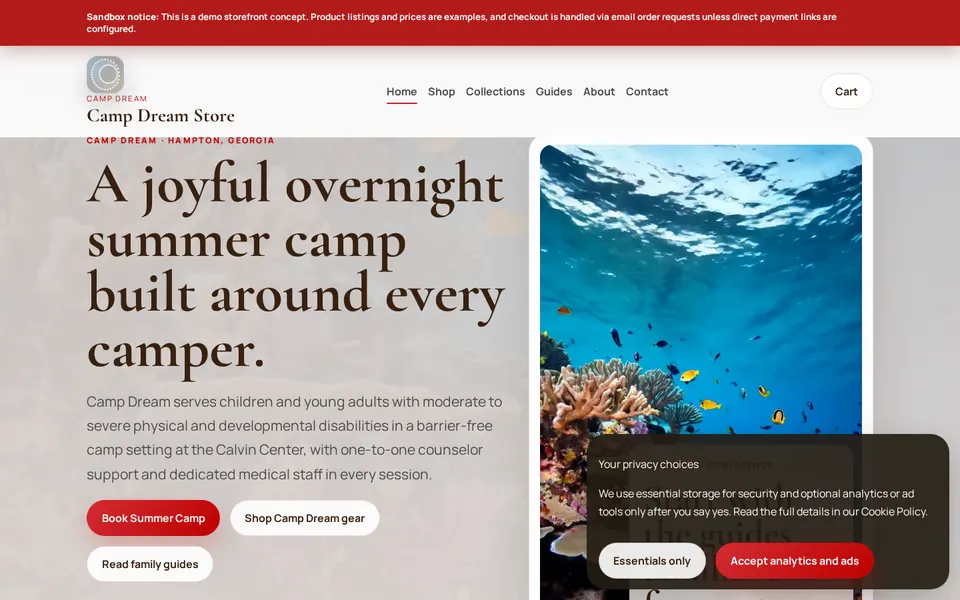 Sandbox notice: This is a demo storefront concept. Product listings and prices are examples, and checkout is handled via email order requests unless direct payment links are
configured.
CAMP DREAM
Camp Dream Store
Home Shop Collections Guides About Contact
Cart
CAMP DREAM · HAMPTON, GEORGIA
A joyful overnight
summer camp
built around every
camper.
Camp Dream serves children and young adults with moderate to
severe physical and developmental disabilities in a barrier-free
camp setting at the Calvin Center, with one-to-one counselor
support and dedicated medical staff in every session.
Book Summer Camp
Shop Camp Dream gear
Read family guides
Your privacy choices
We use essential storage for security and optional analytics or ad
tools only after you say yes. Read the full details in our Cookie Policy.
Essentials only
Accept analytics and ads
with
the guides